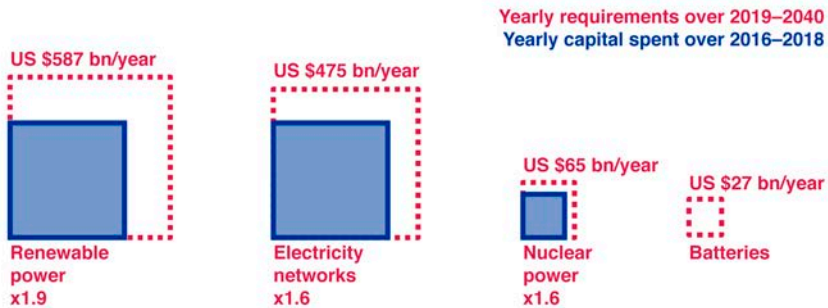 Yearly requirements over 2019–2040
Yearly capital spent over 2016–2018
US $587 bn/year
US $475 bn/year
US $65 bn/year
US $27 bn/year
Renewable
power
x1.9
Electricity
networks
x1.6
Nuclear
power
x1.6
Batteries